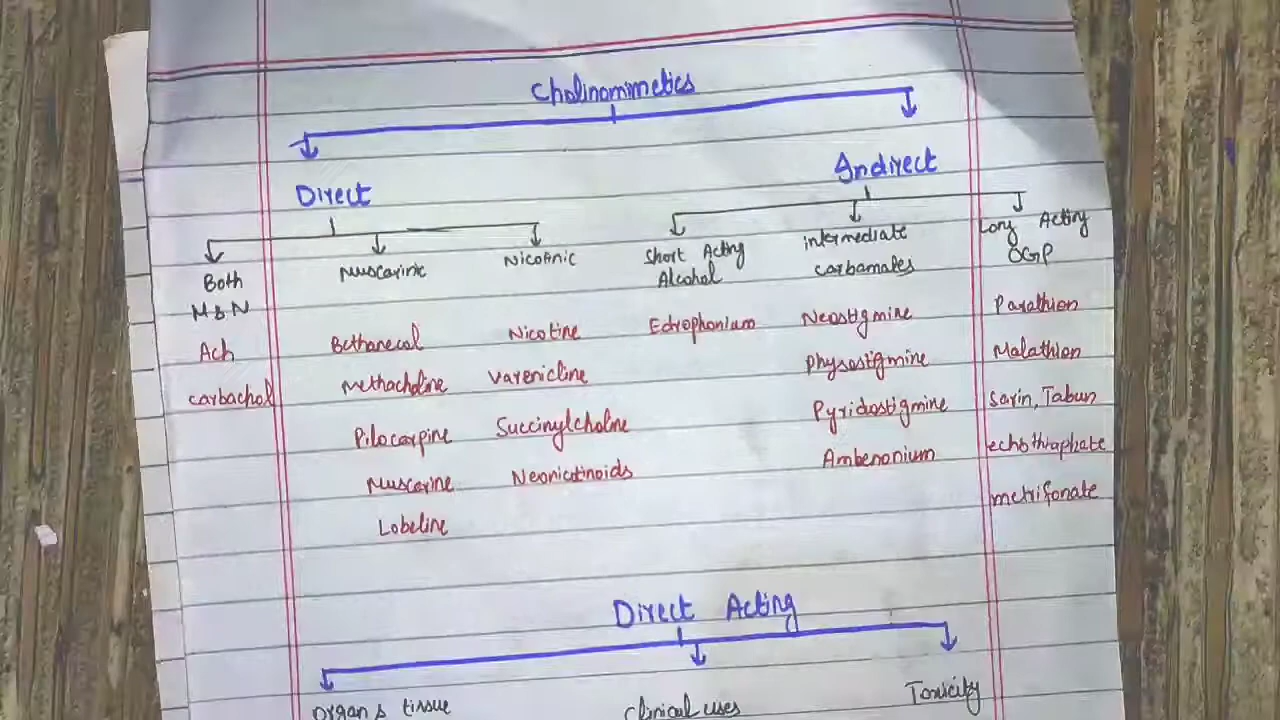 Cholinomimetics
Direct
Indirect
Both
M & N
Muscarinic
Nicotinic
Short Acting
Alcohol
intermediate
carbamates
Long Acting
OGP
Ach
carbachol
Bethanecol
Methacholine
Pilocarpine
Muscarine
Lobeline
Nicotine
Varenicline
Succinylcholine
Neonicotinoids
Edrophonium
Neostigmine
Physostigmine
Pyridostigmine
Ambenonium
Parathion
Malathion
Sarin, Tabun
echothiaphate
metrifonate
Direct Acting
Organs tissue
Clinical uses
Toxicity